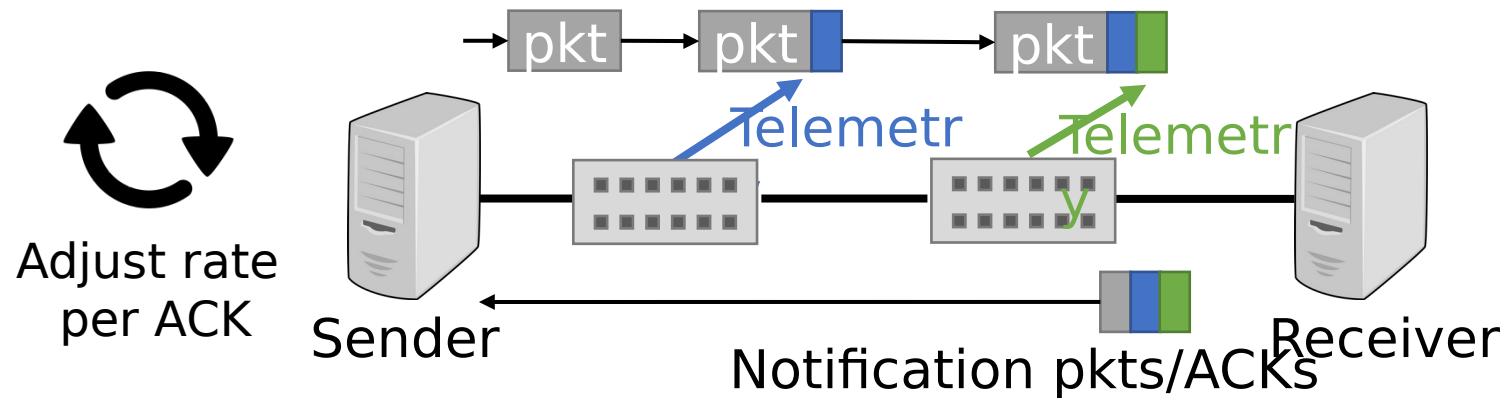 pkt
pkt
pkt
Telemetr
Telemetr
y
Adjust rate
per ACK
Sender
Receiver
Notification pkts/ACKs